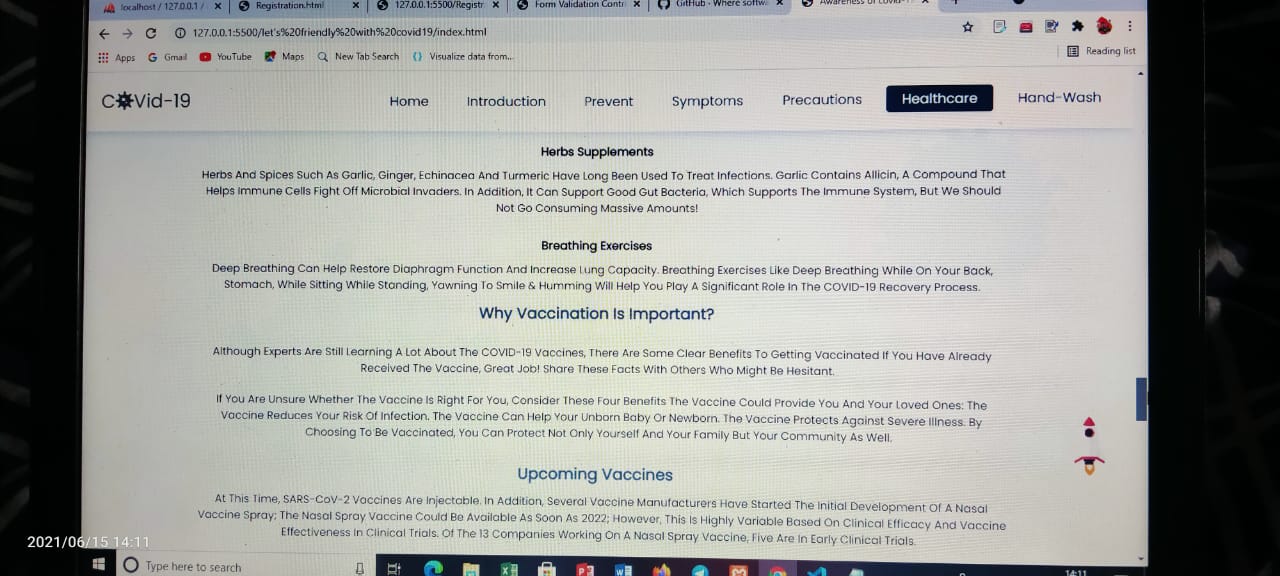 localhost / 127.0.0.1 /
Registration.html
127.0.0.1:5500/Registr
Form Validation Contr
GitHub · Where softw
Awareness of covid-1
127.0.0.1:5500/let's%20friendly%20with%20covid19/index.html
Apps Gmail YouTube Maps New Tab Search Visualize data from...
Reading list
COVid-19
Home Introduction Prevent Symptoms Precautions Healthcare Hand-Wash
Herbs Supplements
Herbs And Spices Such As Garlic, Ginger, Echinacea And Turmeric Have Long Been Used To Treat Infections. Garlic Contains Allicin, A Compound That
Helps Immune Cells Fight Off Microbial Invaders. In Addition, It Can Support Good Gut Bacteria, Which Supports The Immune System, But We Should
Not Go Consuming Massive Amounts!
Breathing Exercises
Deep Breathing Can Help Restore Diaphragm Function And Increase Lung Capacity. Breathing Exercises Like Deep Breathing While On Your Back,
Stomach, While Sitting While Standing, Yawning To Smile & Humming Will Help You Play A Significant Role In The COVID-19 Recovery Process.
Why Vaccination Is Important?
Although Experts Are Still Learning A Lot About The COVID-19 Vaccines, There Are Some Clear Benefits To Getting Vaccinated If You Have Already
Received The Vaccine, Great Job! Share These Facts With Others Who Might Be Hesitant.
If You Are Unsure Whether The Vaccine Is Right For You, Consider These Four Benefits The Vaccine Could Provide You And Your Loved Ones: The
Vaccine Reduces Your Risk Of Infection. The Vaccine Can Help Your Unborn Baby Or Newborn. The Vaccine Protects Against Severe Illness. By
Choosing To Be Vaccinated, You Can Protect Not Only Yourself And Your Family But Your Community As Well.
Upcoming Vaccines
At This Time, SARS-CoV-2 Vaccines Are Injectable. In Addition, Several Vaccine Manufacturers Have Started The Initial Development Of A Nasal
Vaccine Spray; The Nasal Spray Vaccine Could Be Available As Soon As 2022; However, This Is Highly Variable Based On Clinical Efficacy And Vaccine
Effectiveness In Clinical Trials. Of The 13 Companies Working On A Nasal Spray Vaccine, Five Are In Early Clinical Trials.
2021/06/15 14:11
Type here to search
14:11